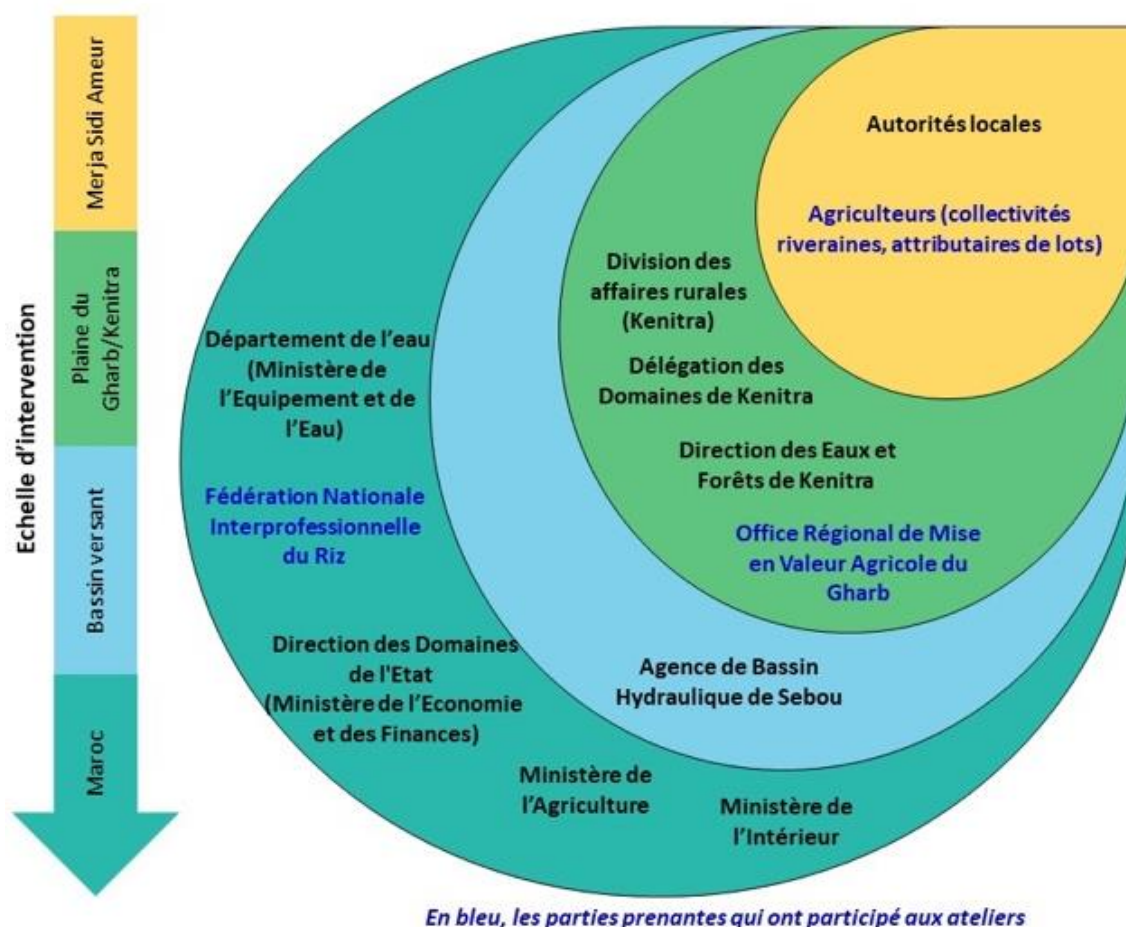 Echelle d'intervention
Merja Sidi Ameur
Plaine du
Gharb/Kenitra
Bassin versant
Maroc
Autorités locales
Agriculteurs (collectivités
riveraines, attributaires de lots)
Division des
affaires rurales
(Kenitra)
Délégation des
Domaines de Kenitra
Direction des Eaux et
Forêts de Kenitra
Office Régional de Mise
en Valeur Agricole du
Gharb
Agence de Bassin
Hydraulique de Sebou
Département de l'eau
(Ministère de
l'Equipement et de
l'Eau)
Fédération Nationale
Interprofessionnelle
du Riz
Direction des Domaines
de l'Etat
(Ministère de l'Economie
et des Finances)
Ministère de
l'Agriculture
Ministère de
l'Intérieur
En bleu, les parties prenantes qui ont participé aux ateliers